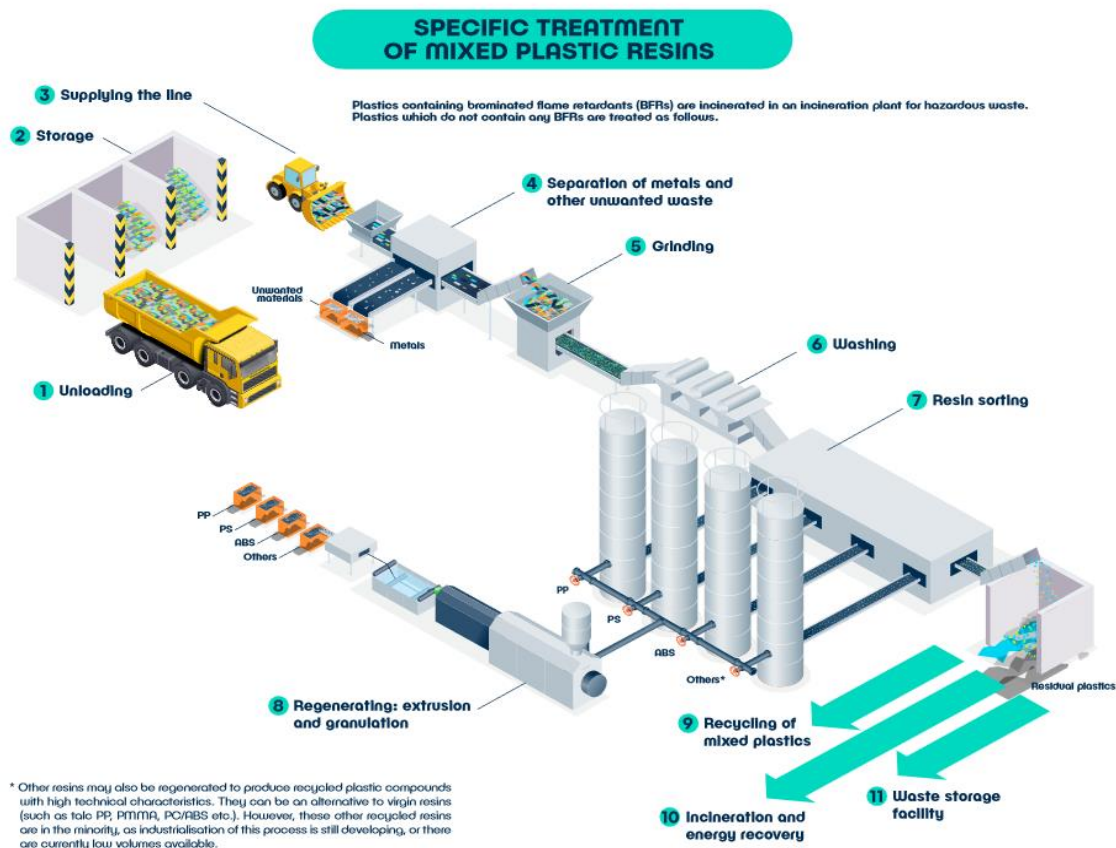 SPECIFIC TREATMENT
OF MIXED PLASTIC RESINS
Plastics containing brominated flame retardants (BFRs) are incinerated in an incineration plant for hazardous waste.
Plastics which do not contain any BFRs are treated as follows.
3 Supplying the line
2 Storage
4 Separation of metals and
other unwanted waste
5 Grinding
Unwanted
materials
Metals
1 Unloading
6 Washing
7 Resin sorting
PP
PS
ABS
Others
PP
PS
ABS
Others*
Residual plastics
8 Regenerating: extrusion
and granulation
9 Recycling of
mixed plastics
10 Incineration and
energy recovery
11 Waste storage
facility
* Other resins may also be regenerated to produce recycled plastic compounds
with high technical characteristics. They can be an alternative to virgin resins
(such as talc PP, PMMA, PC/ABS etc.). However, these other recycled resins
are in the minority, as industrialisation of this process is still developing, or there
are currently low volumes available.